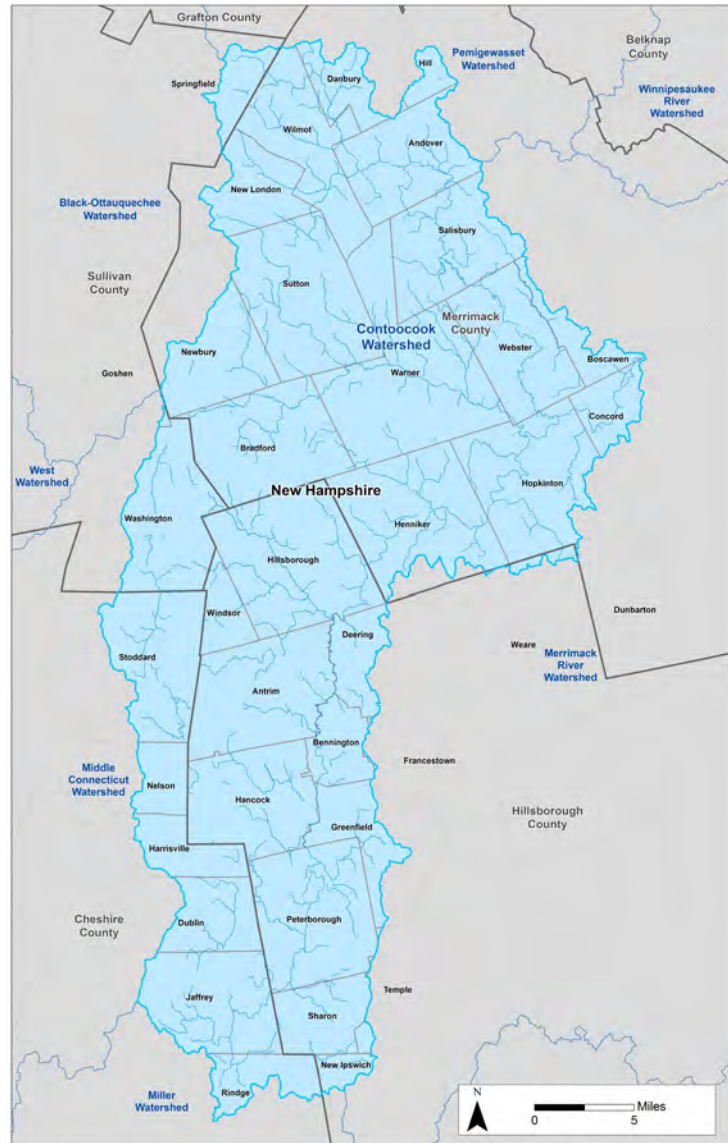 Grafton County
Belknap
County
Pemigewasset
Watershed
Hill
Danbury
Springfield
Winnipesaukee
River
Watershed
Wilmot
Andover
New London
Black-Ottauquechee
Watershed
Salisbury
Sullivan
County
Sutton
Merrimack
County
Contoocook
Watershed
Webster
Newbury
Boscawen
Goshen
Warner
Concord
Bradford
West
Watershed
Hopkinton
New Hampshire
Washington
Henniker
Hillsborough
Windsor
Dunbarton
Deering
Weare
Merrimack
River
Watershed
Stoddard
Antrim
Bennington
Francestown
Middle
Connecticut
Watershed
Nelson
Hancock
Hillsborough
County
Greenfield
Harrisville
Cheshire
County
Dublin
Peterborough
Temple
Jaffrey
Sharon
New Ipswich
Miller
Watershed
Rindge
N
Miles
0 5